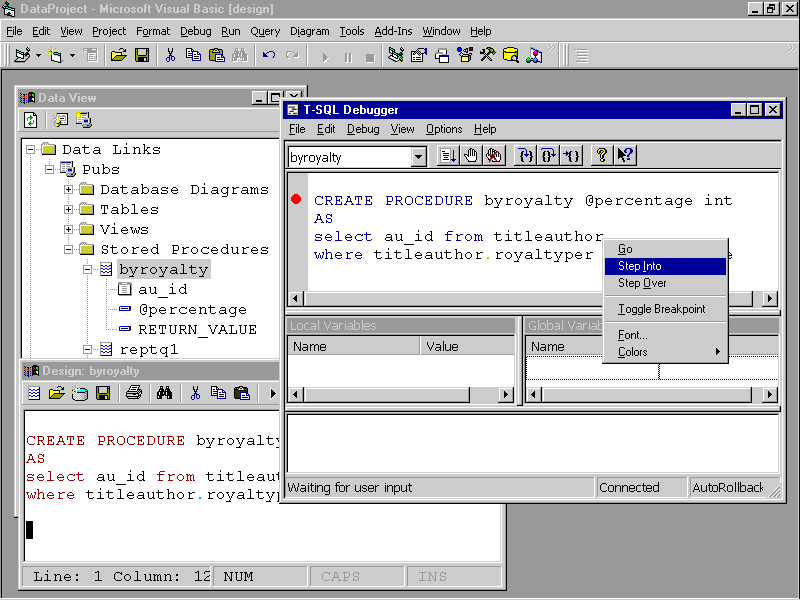 DataProject - Microsoft Visual Basic [design]
File Edit View Project Format Debug Run Query Diagram Tools Add-Ins Window Help
Data View
Data Links
Pubs
Database Diagrams
Tables
Views
Stored Procedures
byroyalty
au_id
@percentage
RETURN_VALUE
reptq1
T-SQL Debugger
File Edit Debug View Options Help
byroyalty
CREATE PROCEDURE byroyalty @percentage int
AS
select au_id from titleauthor
where titleauthor.royaltyper
Go
Step Into
Step Over
Toggle Breakpoint
Font...
Colors
Local Variables
Name Value
Global
Name
Waiting for user input Connected AutoRollback
Design: byroyalty
CREATE PROCEDURE byroyalty
AS
select au_id from
where titleauthor.
Line: 1 Column: 12 NUM CAPS INS